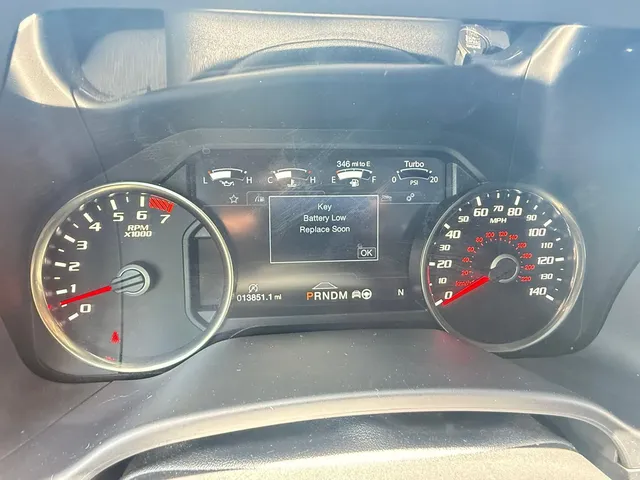 346 mi to E
Turbo
L H
C H
E F
0 20
PSI
Key
Battery Low
Replace Soon
OK
013851.1 mi
PRNDM
N
0 1 2 3 4 5 6 7
RPM
X1000
0 20 40 50 60 70 80 90 100 110 120 130 140
MPH